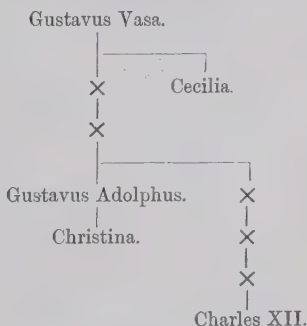 Gustavus Vasa.
Cecilia.
×
×
Gustavus Adolphus.
×
Christina.
×
×
Charles XII.